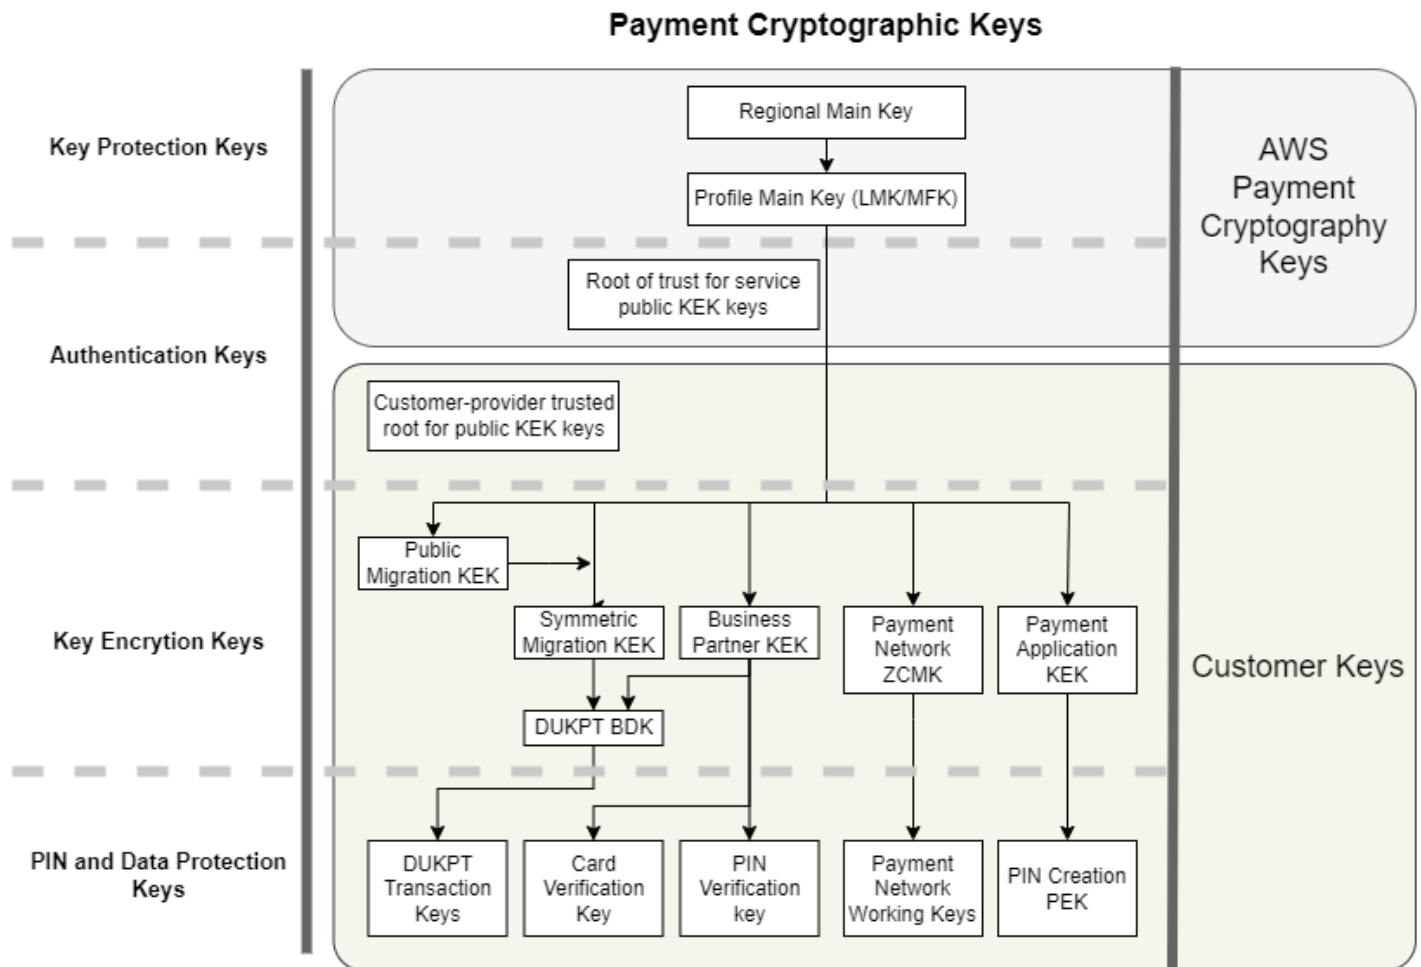 Payment Cryptographic Keys
Key Protection Keys
Regional Main Key
Profile Main Key (LMK/MFK)
AWS
Payment
Cryptography
Keys
Authentication Keys
Root of trust for service
public KEK keys
Customer-provider trusted
root for public KEK keys
Key Encrytion Keys
Public
Migration KEK
Symmetric
Migration KEK
Business
Partner KEK
Payment
Network
ZCMK
Payment
Application
KEK
DUKPT BDK
Customer Keys
PIN and Data Protection
Keys
DUKPT
Transaction
Keys
Card
Verification
Key
PIN
Verification
key
Payment
Network
Working Keys
PIN Creation
PEK